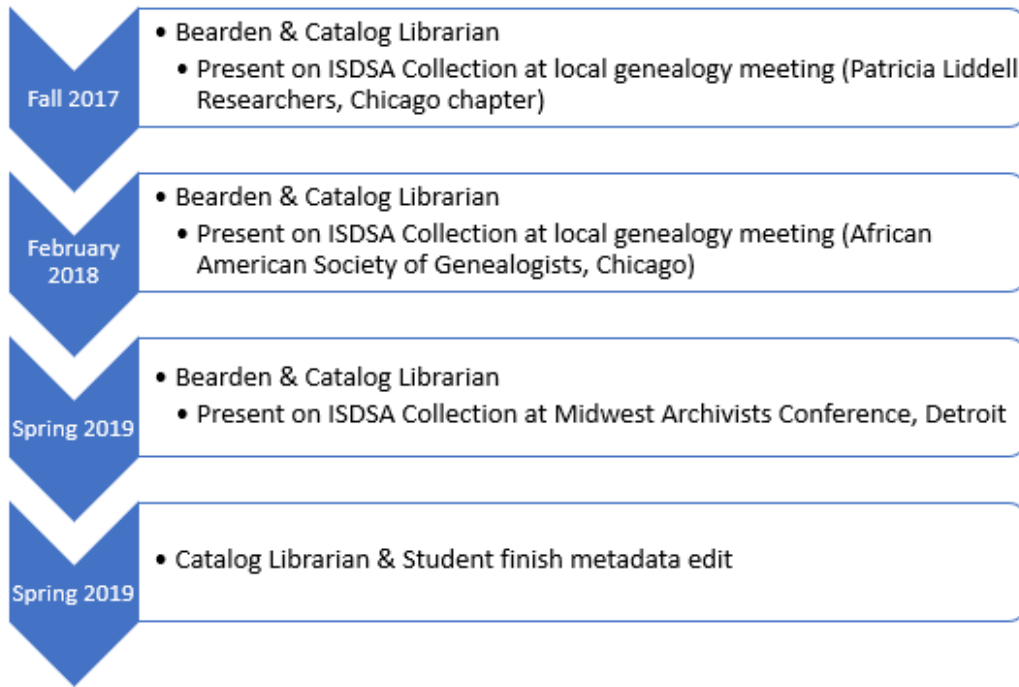 Fall 2017
• Bearden & Catalog Librarian
• Present on ISDSA Collection at local genealogy meeting (Patricia Liddell
Researchers, Chicago chapter)
February
2018
• Bearden & Catalog Librarian
• Present on ISDSA Collection at local genealogy meeting (African
American Society of Genealogists, Chicago)
Spring 2019
• Bearden & Catalog Librarian
• Present on ISDSA Collection at Midwest Archivists Conference, Detroit
Spring 2019
• Catalog Librarian & Student finish metadata edit